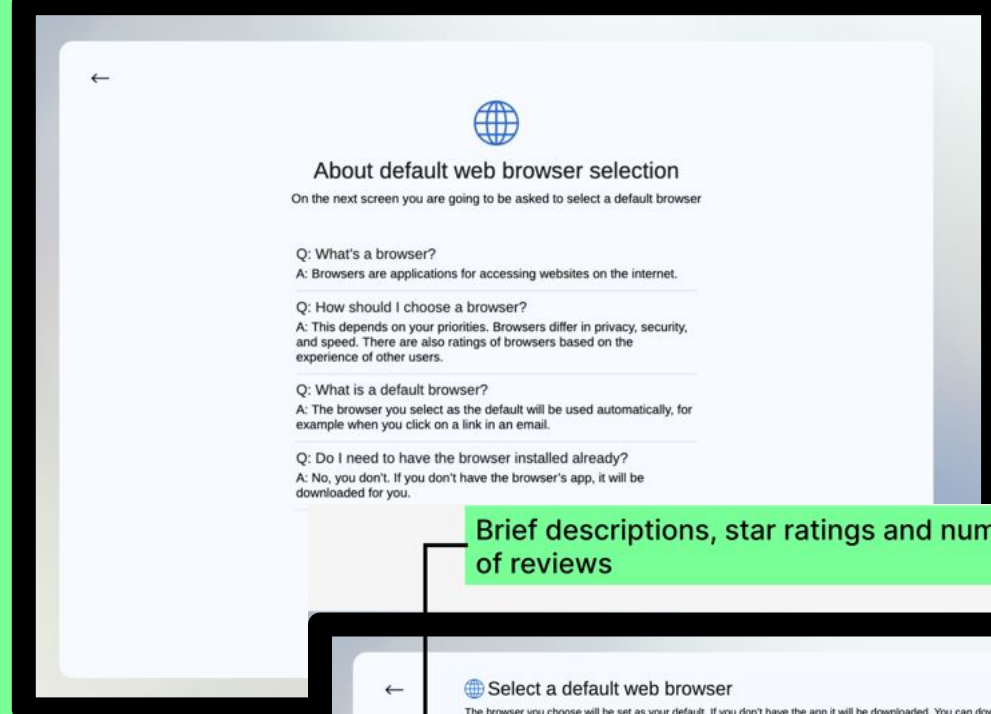 About default web browser selection
On the next screen you are going to be asked to select a default browser
Q: What's a browser?
A: Browsers are applications for accessing websites on the internet.
Q: How should I choose a browser?
A: This depends on your priorities. Browsers differ in privacy, security,
and speed. There are also ratings of browsers based on the
experience of other users.
Q: What is a default browser?
A: The browser you select as the default will be used automatically, for
example when you click on a link in an email.
Q: Do I need to have the browser installed already?
A: No, you don't. If you don't have the browser's app, it will be
downloaded for you.
Brief descriptions, star ratings and num
of reviews
Select a default web browser
The browser you choose will be set as your default. If you don't have the app it will be downloaded. You can dow